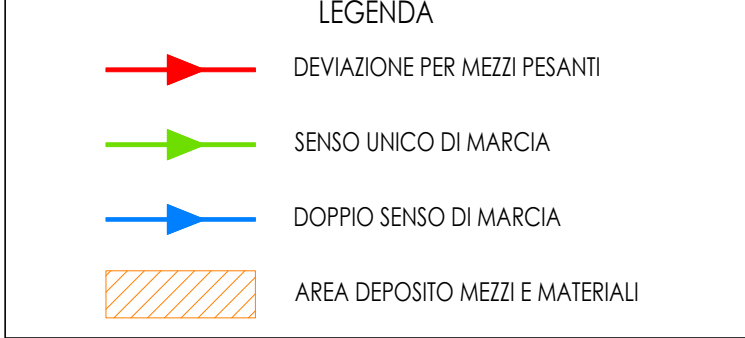 LEGENDA
DEVIAZIONE PER MEZZI PESANTI
SENSO UNICO DI MARCIA
DOPPIO SENSO DI MARCIA
AREA DEPOSITO MEZZI E MATERIALI